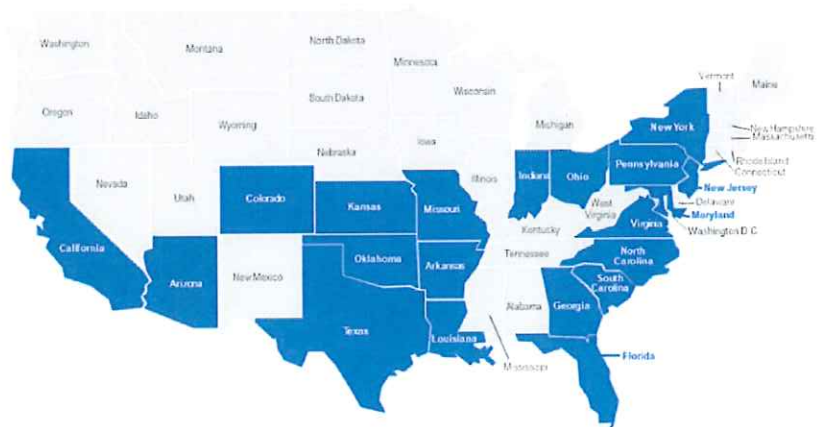 Washington
Montana
North Dakota
Minnesota
Vermont
Maine
Oregon
Idaho
Wyoming
South Dakota
Wisconsin
Michigan
New York
New Hampshire
Massachusetts
Nebraska
Iowa
Pennsylvania
Rhode Island
Connecticut
Nevada
Utah
Colorado
Kansas
Missouri
Illinois
Indiana
Ohio
New Jersey
West
Virginia
Delaware
Maryland
Virginia
Washington D.C.
Kentucky
California
Arizona
New Mexico
Oklahoma
Arkansas
Tennessee
North
Carolina
South
Carolina
Texas
Louisiana
Alabama
Georgia
Mississippi
Florida